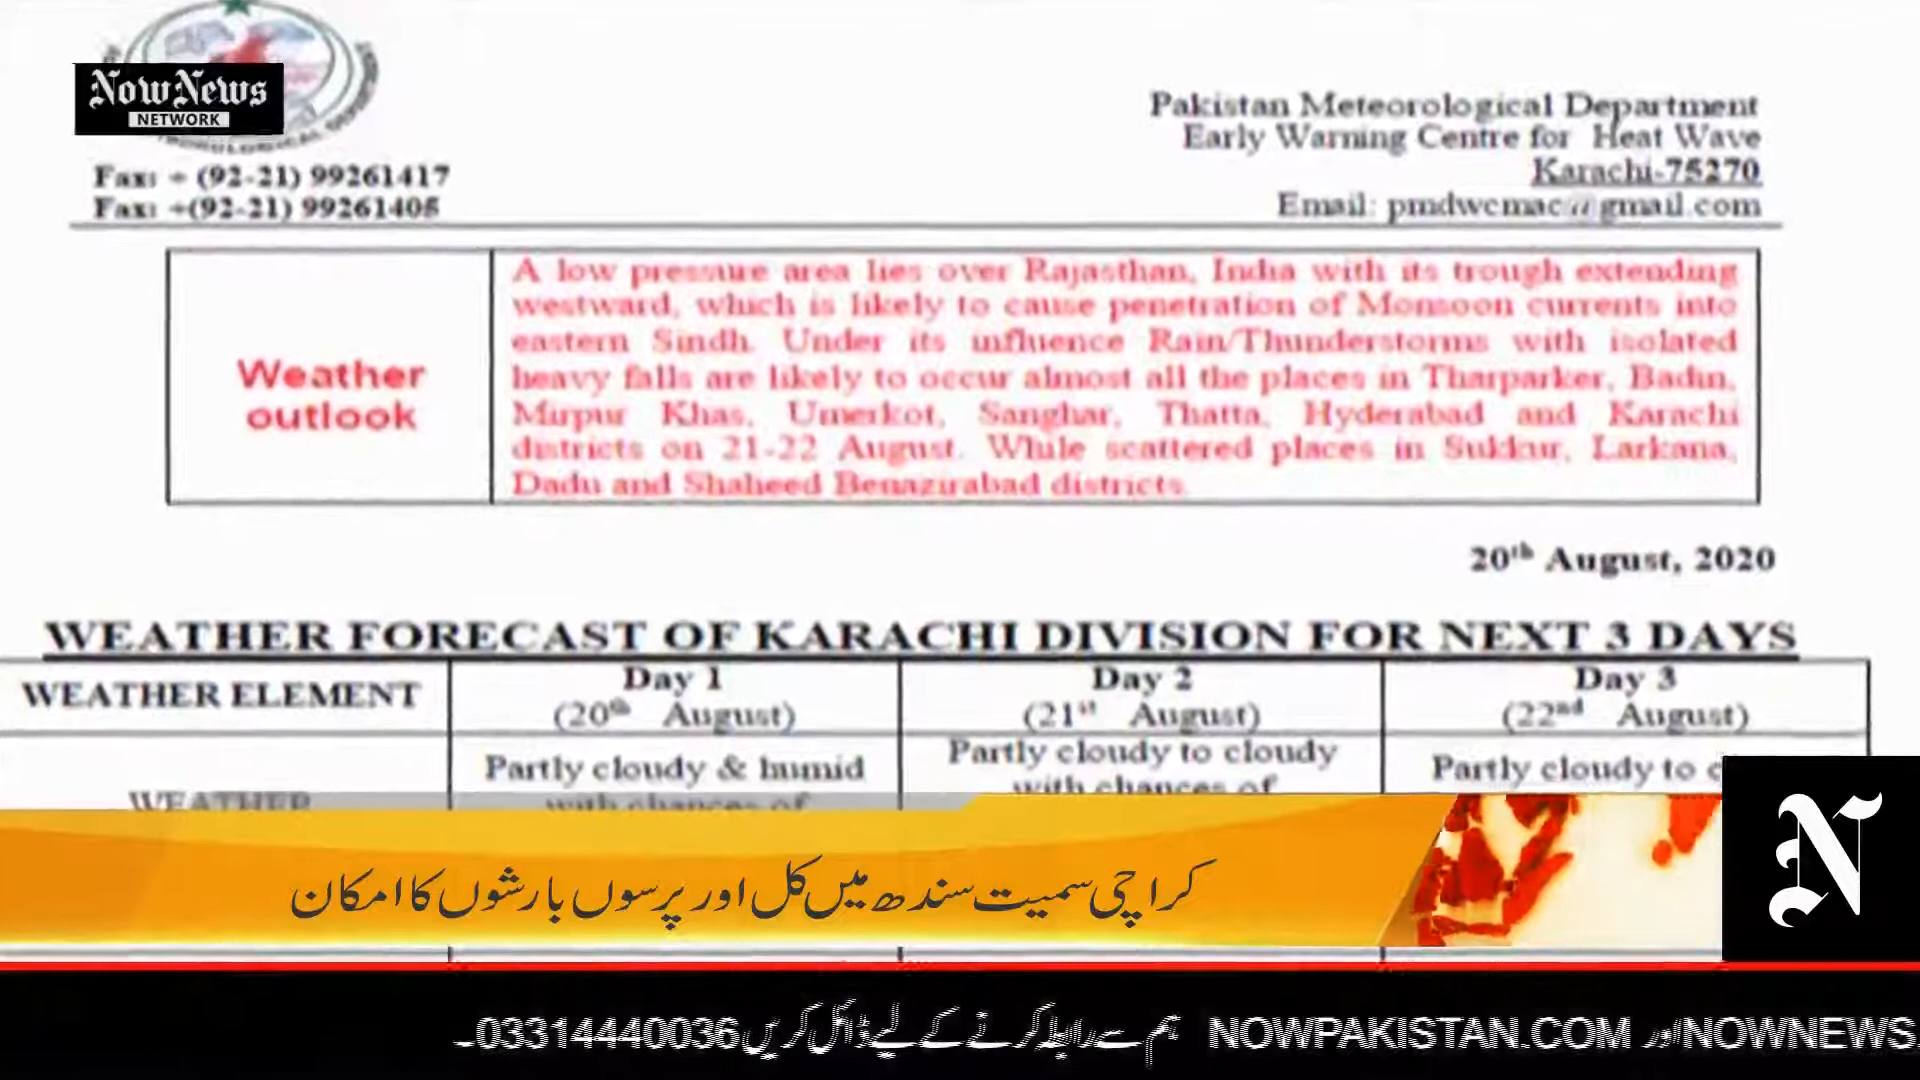 NowNews
NETWORK
Pakistan Meteorological Department
Early Warning Centre for Heat Wave
Karachi-75270
Email: pmdwcmac@gmail.com
Fax: + (92-21) 99261417
Fax: +(92-21) 99261405
Weather
outlook
A low pressure area lies over Rajasthan, India with its trough extending
westward, which is likely to cause penetration of Monsoon currents into
eastern Sindh. Under its influence Rain/Thunderstorms with isolated
heavy falls are likely to occur almost all the places in Tharparker, Badin,
Mirpur Khas, Umerkot, Sanghar, Thatta, Hyderabad and Karachi
districts on 21-22 August. While scattered places in Sukkur, Larkana,
Dadu and Shaheed Benazirabad districts.
20th August, 2020
WEATHER FORECAST OF KARACHI DIVISION FOR NEXT 3 DAYS
WEATHER ELEMENT
Day 1
(20th August)
Day 2
(21st August)
Day 3
(22nd August)
WEATHER
Partly cloudy & humid
with chances of
Partly cloudy to cloudy
with chances of
Partly cloudy to
N
کراچی سمیت سندھ میں کل اور پرسوں بارشوں کا امکان
NOWNEWS. اور NOWPAKISTAN.COM ہم سے رابطہ کرنے کے لیے ڈائل کریں 03314440036۔